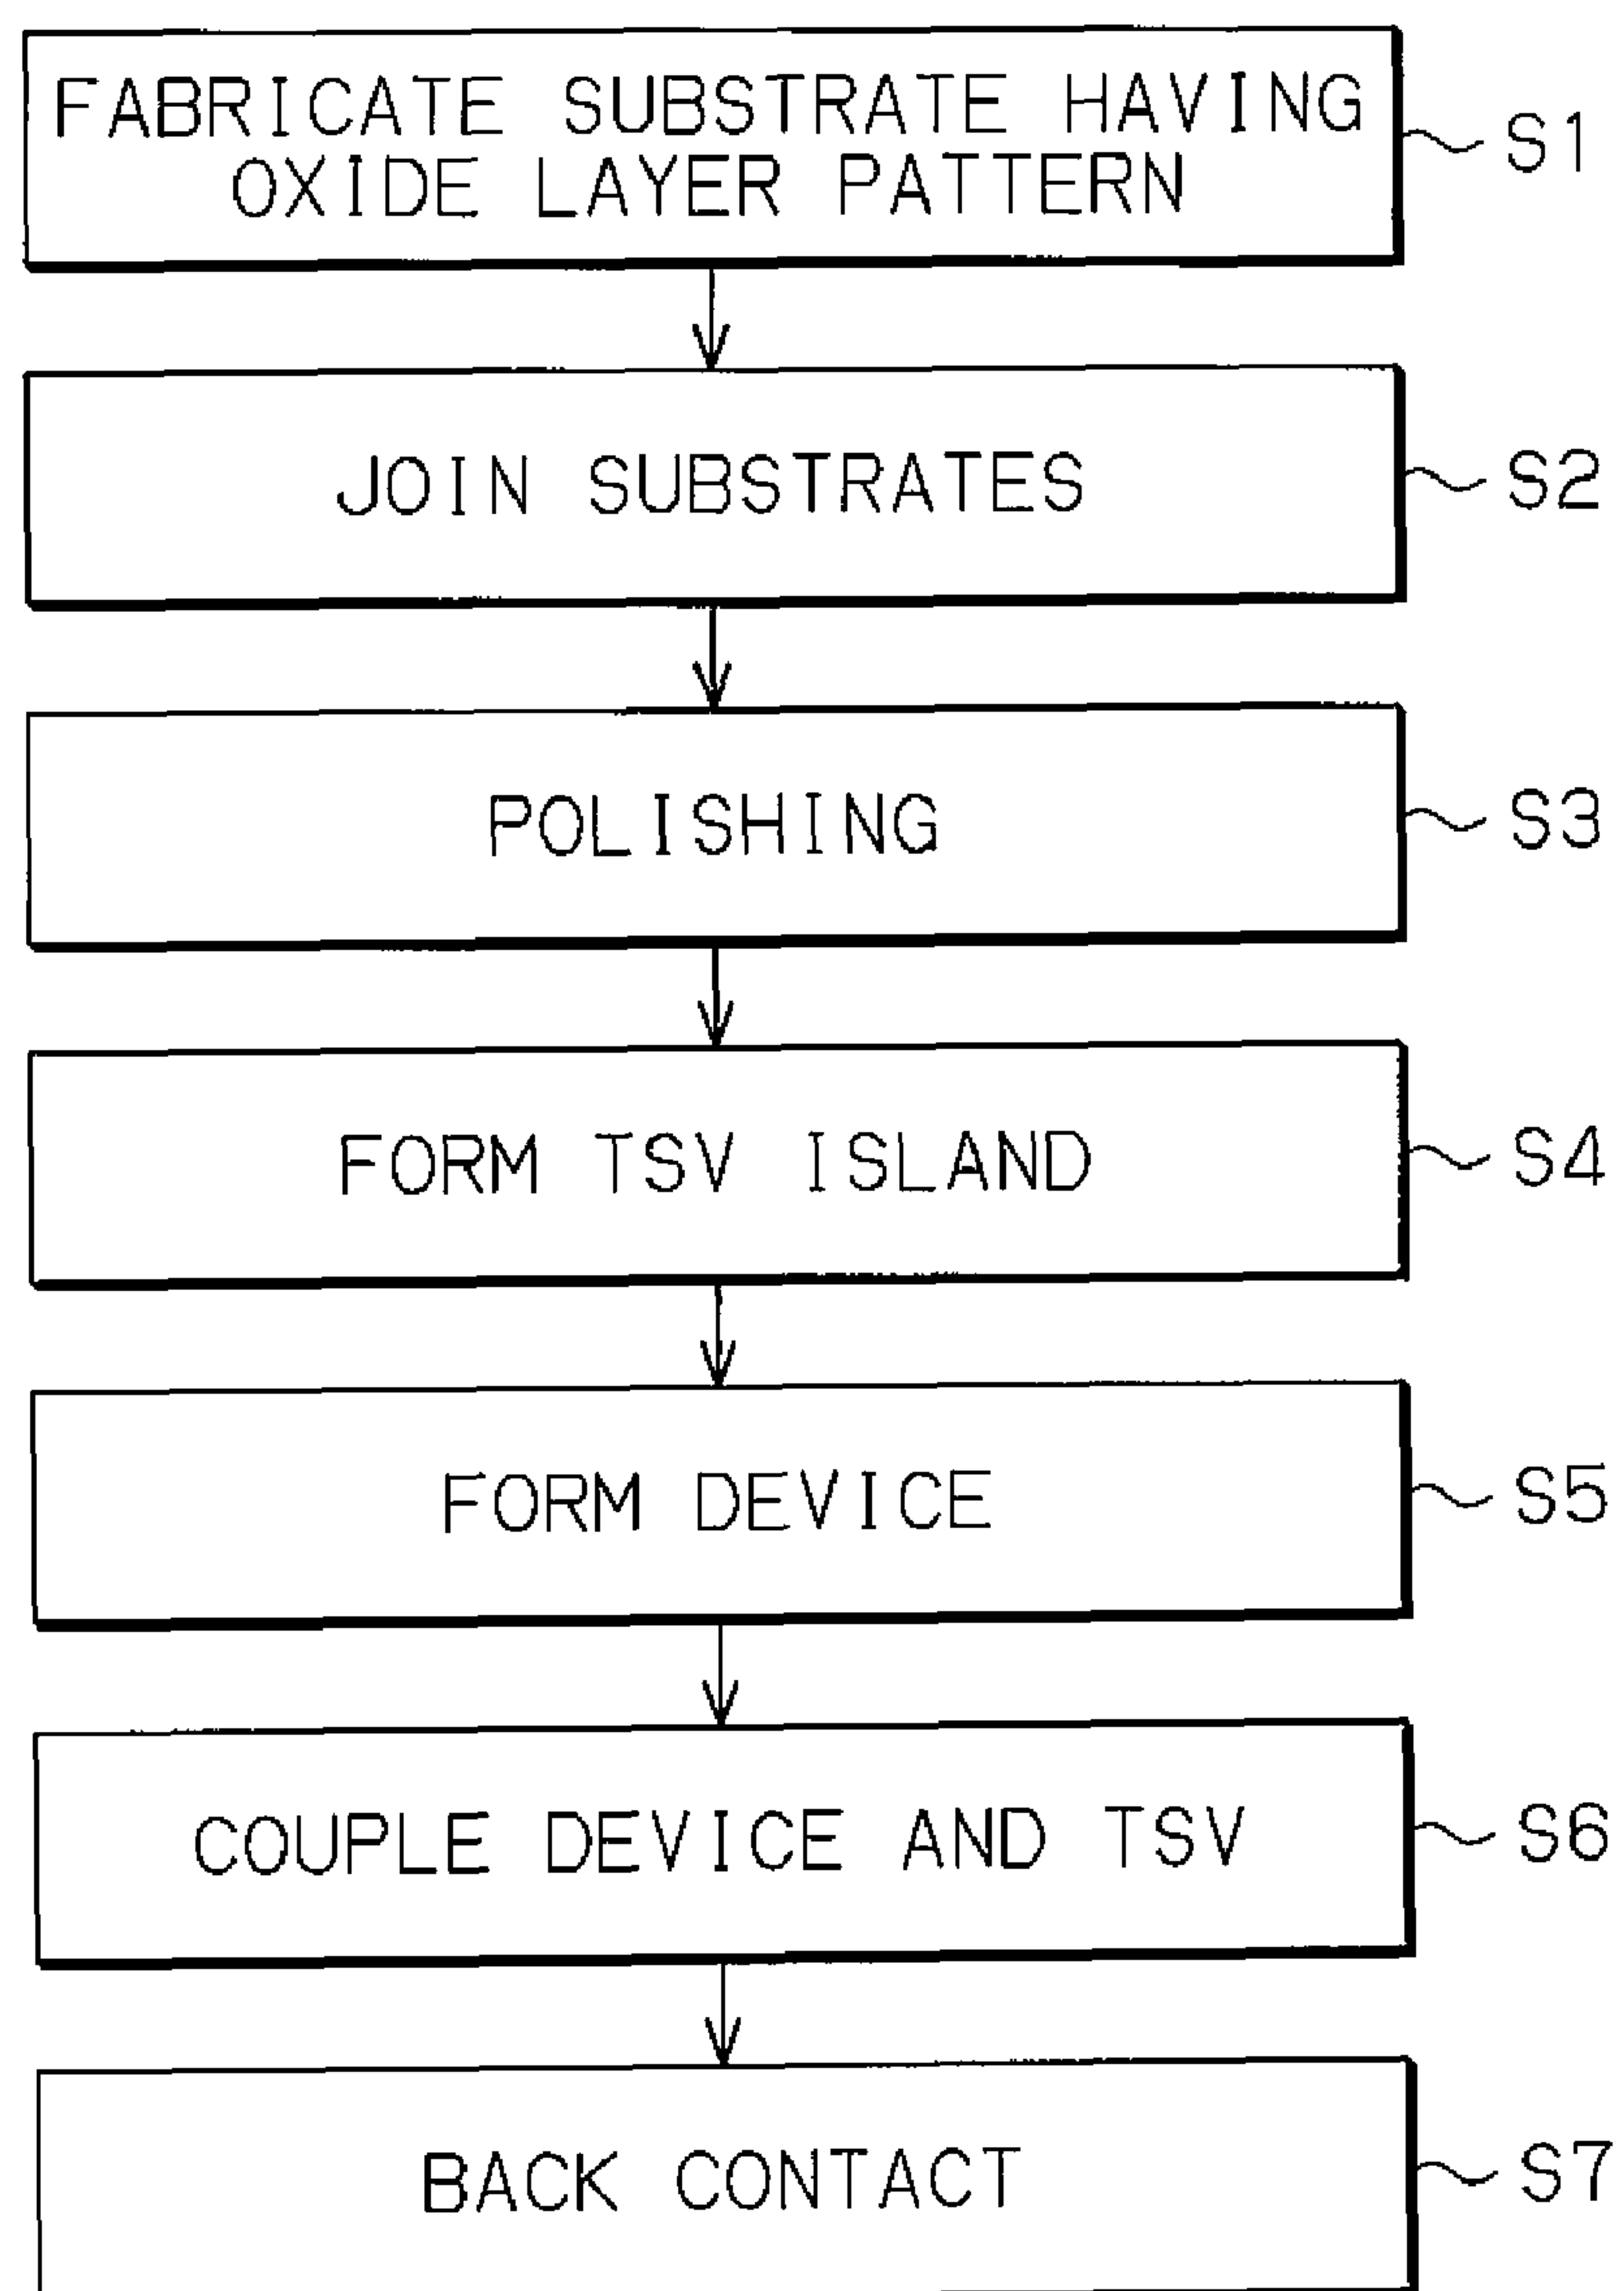 FABRICATE SUBSTRATE HAVING
OXIDE LAYER PATTERN
S1
JOIN SUBSTRATES
S2
POLISHING
S3
FORM TSV ISLAND
S4
FORM DEVICE
S5
COUPLE DEVICE AND TSV
S6
BACK CONTACT
S7